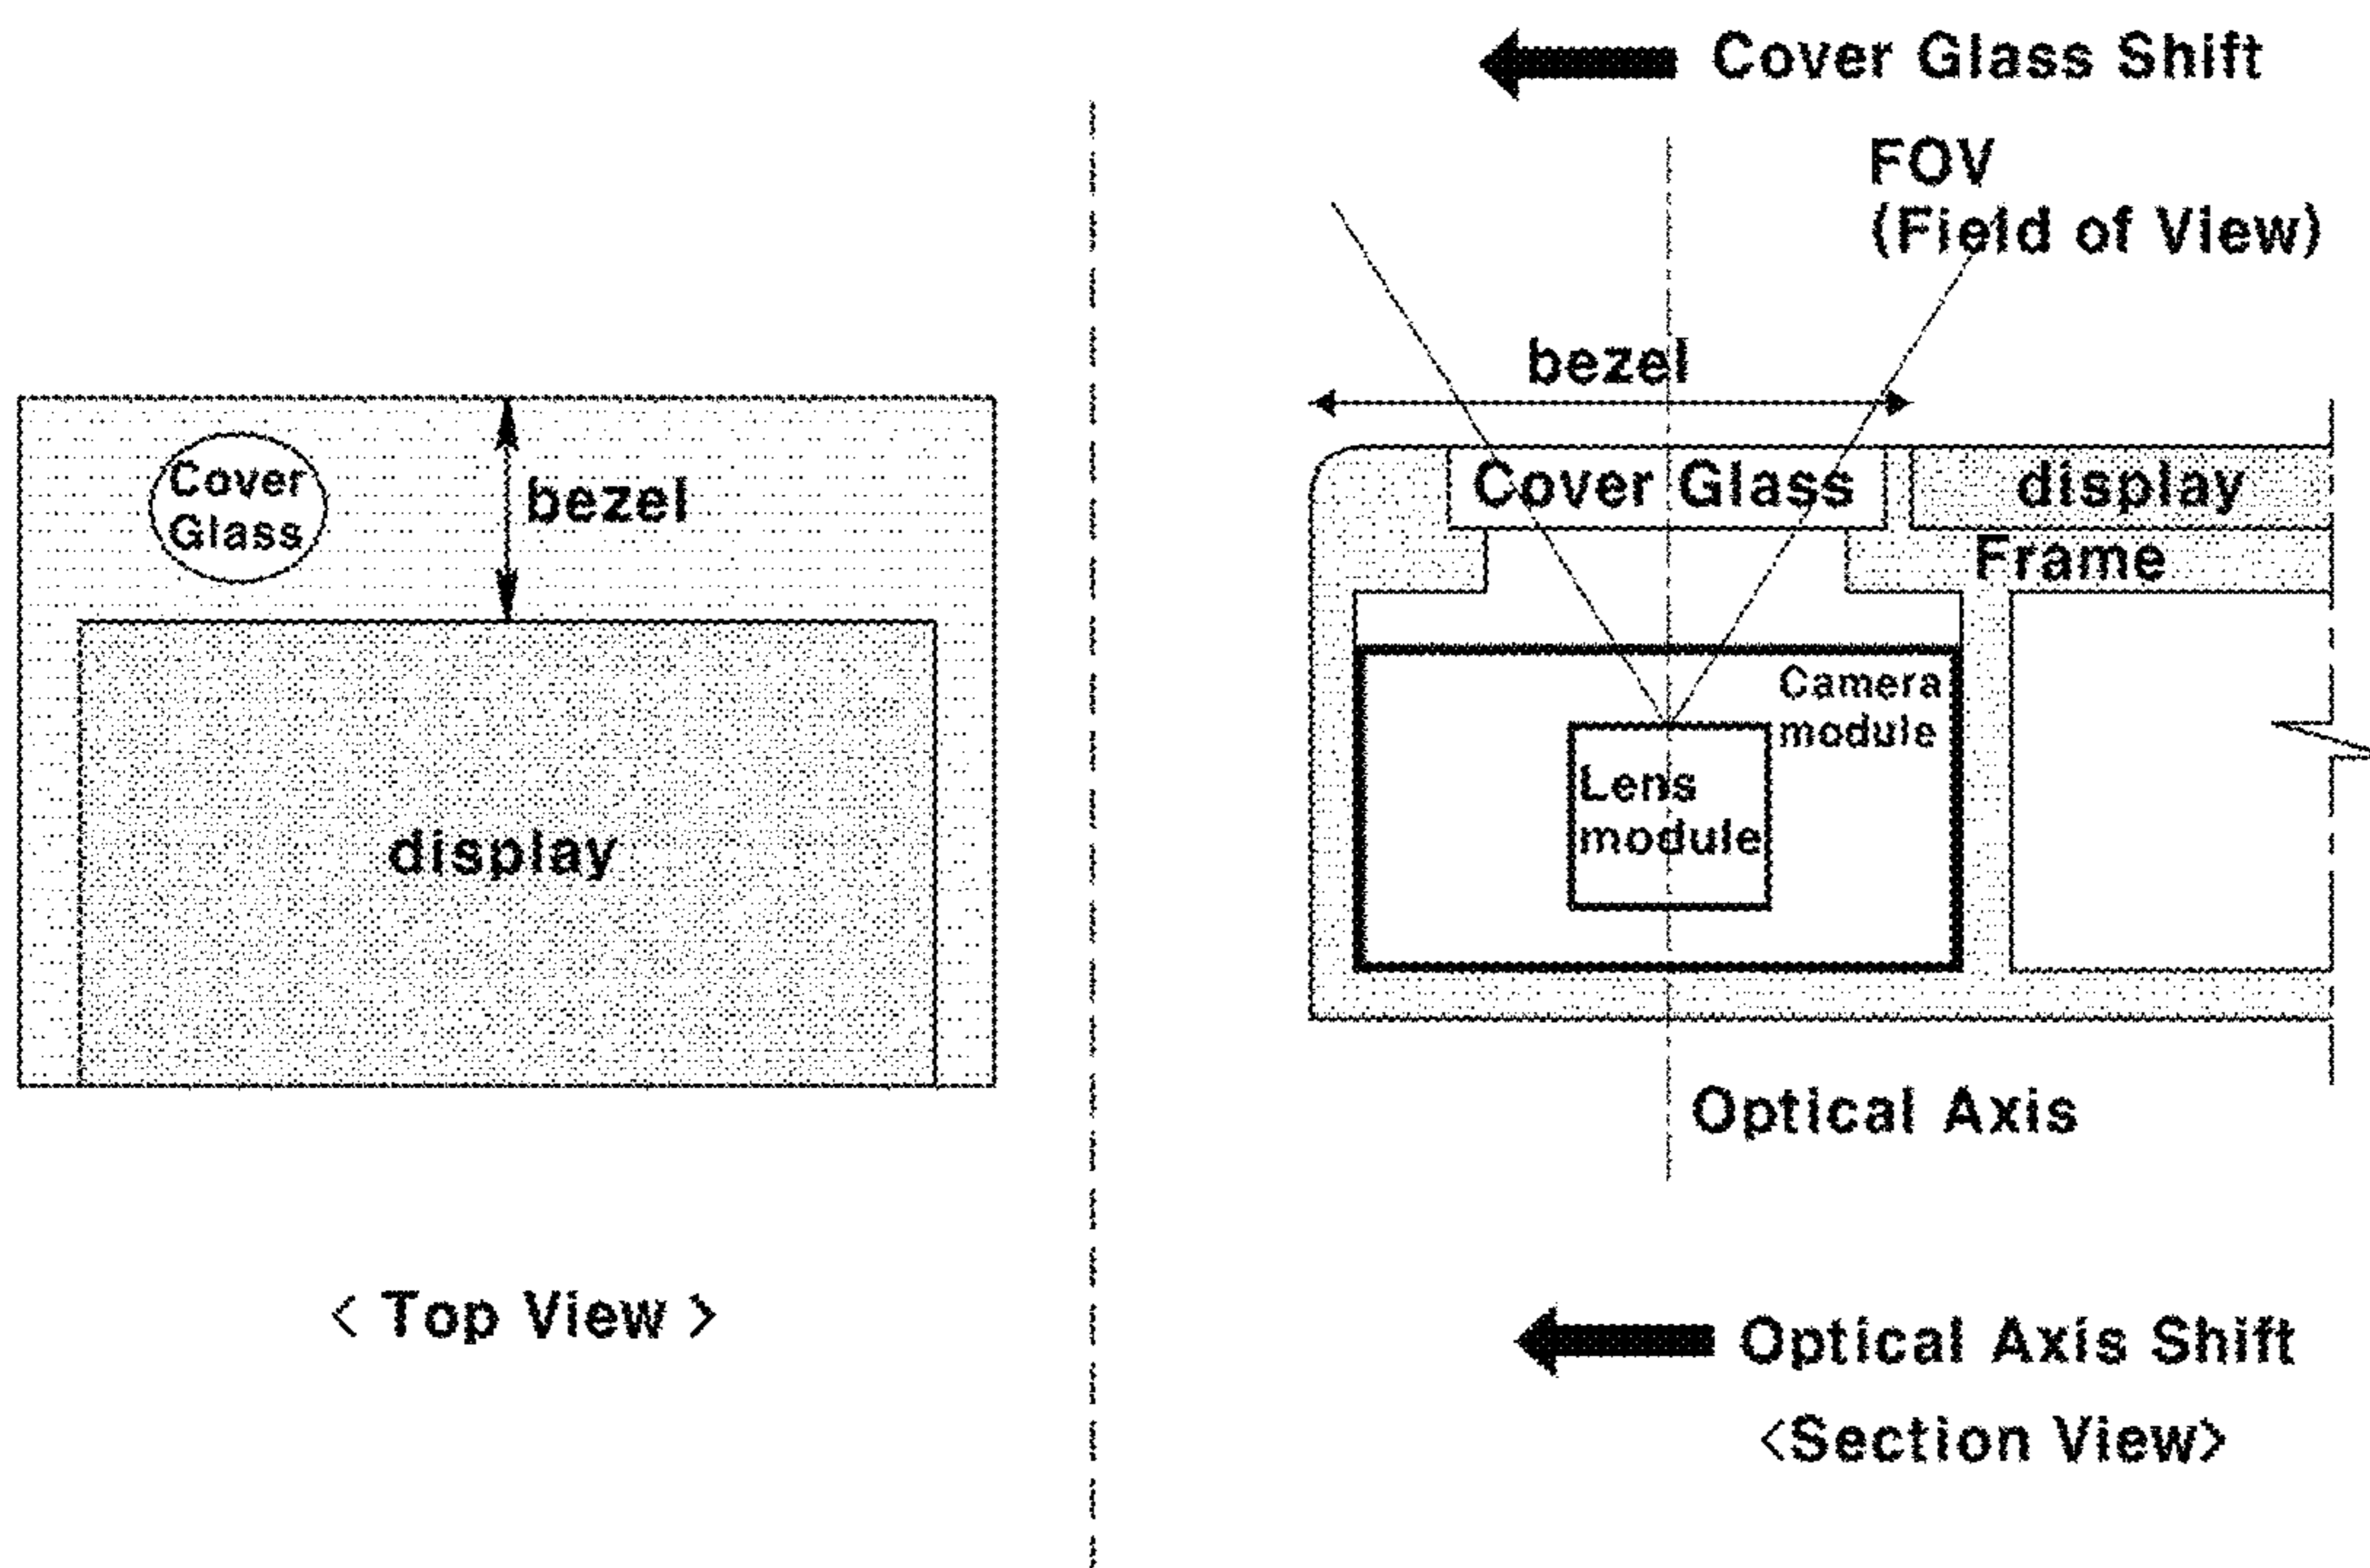 Cover
Glass
bezel
display
< Top View >
Cover Glass Shift
FOV
(Field of View)
bezel
Cover Glass
display
Frame
Camera
module
Lens
module
Optical Axis
Optical Axis Shift
<Section View>